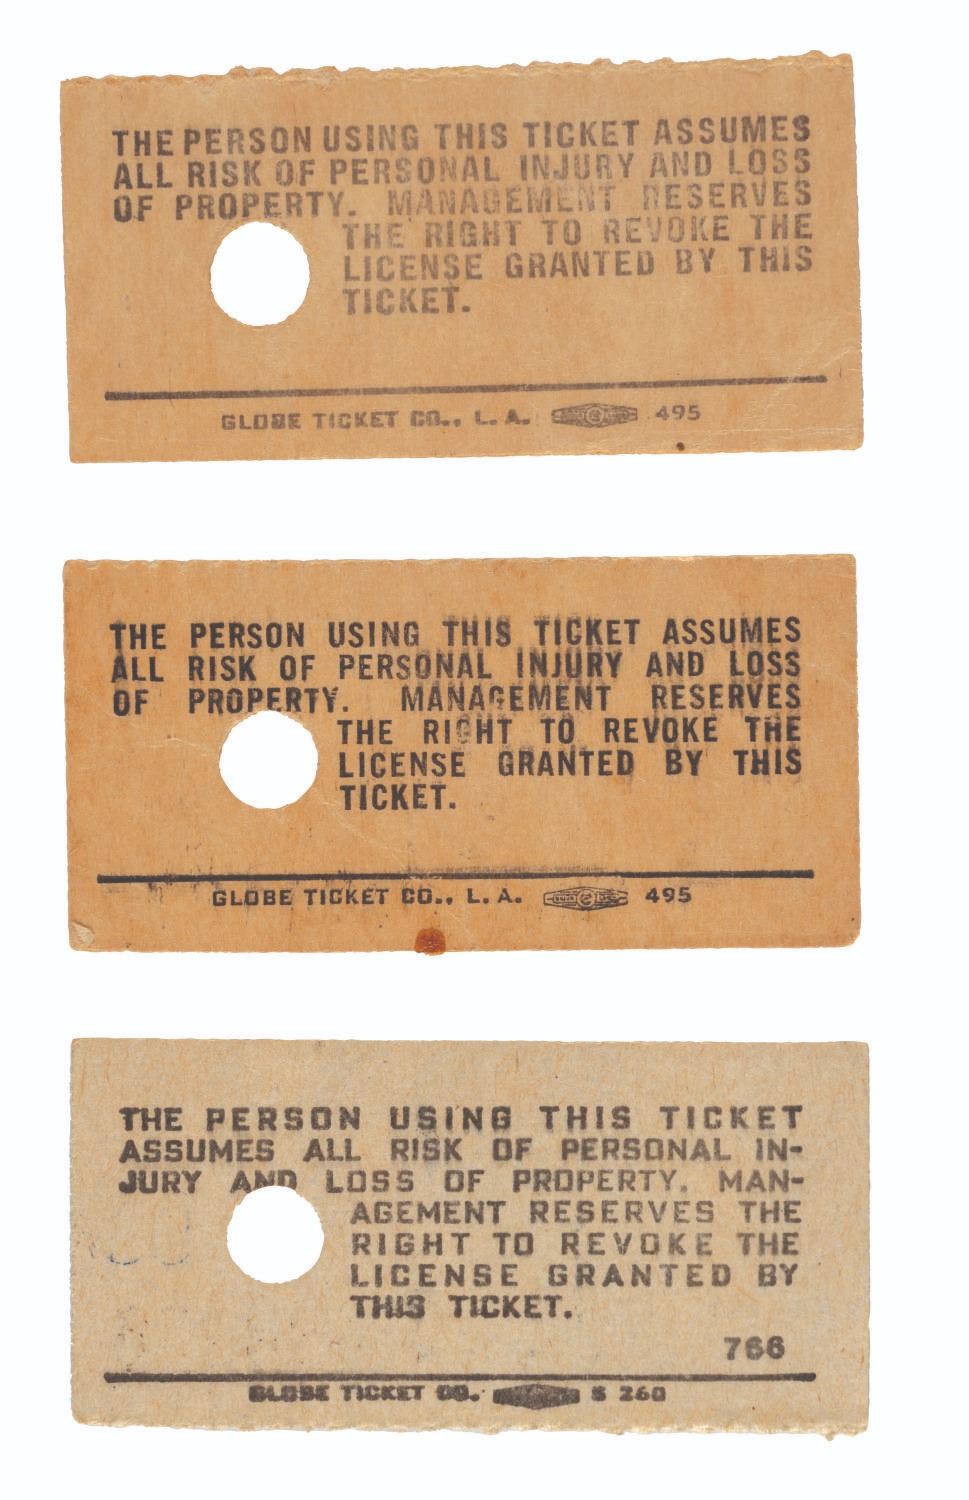 THE PERSON USING THIS TICKET ASSUMES
ALL RISK OF PERSONAL INJURY AND LOSS
OF PROPERTY. MANAGEMENT RESERVES
THE RIGHT TO REVOKE THE
LICENSE GRANTED BY THIS
TICKET.
GLOBE TICKET CO., L. A. 495
THE PERSON USING THIS TICKET ASSUMES
ALL RISK OF PERSONAL INJURY AND LOSS
OF PROPERTY. MANAGEMENT RESERVES
THE RIGHT TO REVOKE THE
LICENSE GRANTED BY THIS
TICKET.
GLOBE TICKET CO., L. A. 495
THE PERSON USING THIS TICKET
ASSUMES ALL RISK OF PERSONAL IN-
JURY AND LOSS OF PROPERTY. MAN-
AGEMENT RESERVES THE
RIGHT TO REVOKE THE
LICENSE GRANTED BY
THIS TICKET.
766
GLOBE TICKET CO. S 260